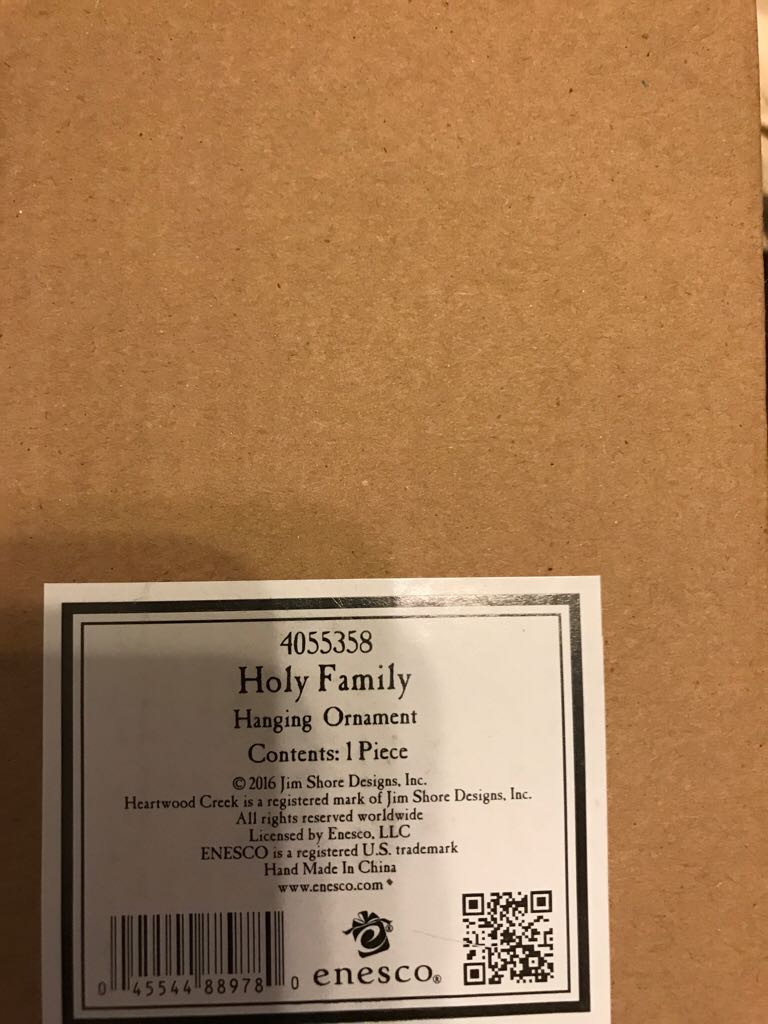 4055358
Holy Family
Hanging Ornament
Contents: 1 Piece
© 2016 Jim Shore Designs, Inc.
Heartwood Creek is a registered mark of Jim Shore Designs, Inc.
All rights reserved worldwide
Licensed by Enesco, LLC
ENESCO is a registered U.S. trademark
Hand Made In China
www.enesco.com
0 45544 88978 0
enesco®